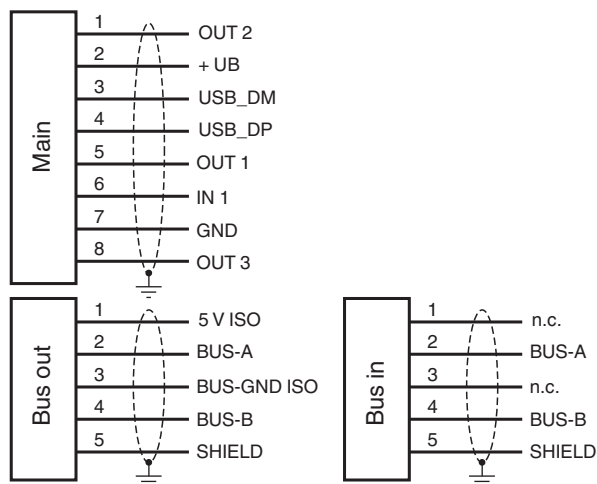 Main
1 OUT 2
2 + UB
3 USB_DM
4 USB_DP
5 OUT 1
6 IN 1
7 GND
8 OUT 3
Bus out
1 5 V ISO
2 BUS-A
3 BUS-GND ISO
4 BUS-B
5 SHIELD
Bus in
1 n.c.
2 BUS-A
3 n.c.
4 BUS-B
5 SHIELD